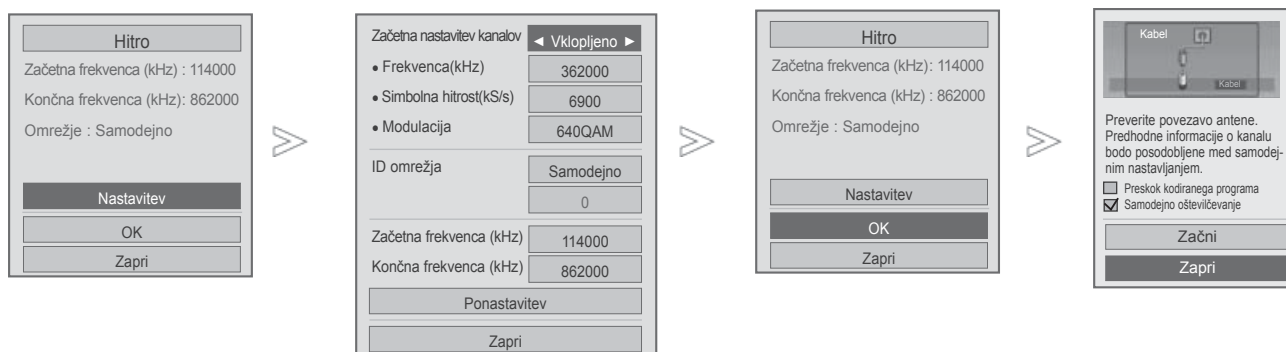 Hitro
Začetna frekvenca (kHz) : 114000
Končna frekvenca (kHz): 862000
Omrežje : Samodejno
Nastavitev
OK
Zapri
Začetna nastavitev kanalov ◄ Vklopljeno ►
• Frekvenca(kHz) 362000
• Simbolna hitrost(kS/s) 6900
• Modulacija 640QAM
ID omrežja Samodejno
0
Začetna frekvenca (kHz) 114000
Končna frekvenca (kHz) 862000
Ponastavitev
Zapri
Hitro
Začetna frekvenca (kHz): 114000
Končna frekvenca (kHz) : 862000
Omrežje : Samodejno
Nastavitev
OK
Zapri
Kabel
Kabel
Preverite povezavo antene.
Predhodne informacije o kanalu
bodo posodobljene med samodej-
nim nastavljanjem.
Preskok kodiranega programa
Samodejno oštevilčevanje
Začni
Zapri